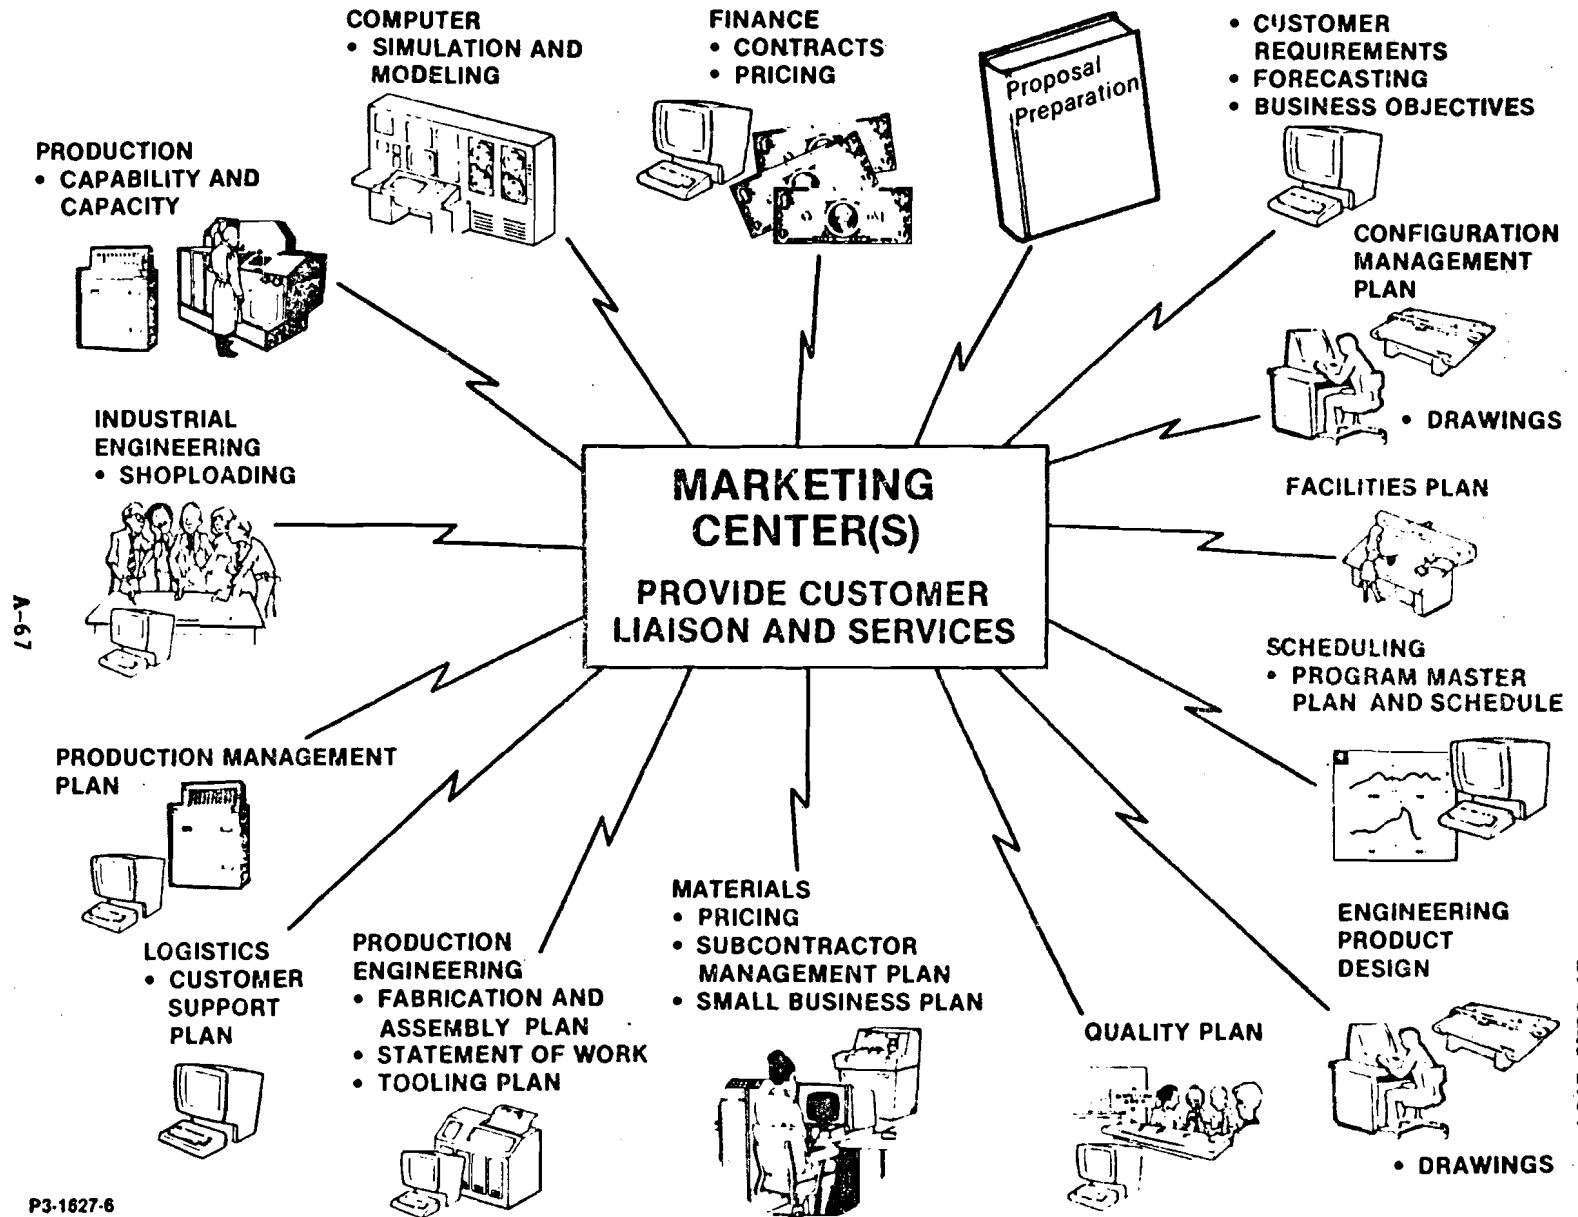 COMPUTER
• SIMULATION AND
MODELING
FINANCE
• CONTRACTS
• PRICING
Proposal
Preparation
• CUSTOMER
REQUIREMENTS
• FORECASTING
• BUSINESS OBJECTIVES
PRODUCTION
• CAPABILITY AND
CAPACITY
CONFIGURATION
MANAGEMENT
PLAN
• DRAWINGS
INDUSTRIAL
ENGINEERING
• SHOPLOADING
MARKETING
CENTER(S)
PROVIDE CUSTOMER
LIAISON AND SERVICES
FACILITIES PLAN
SCHEDULING
• PROGRAM MASTER
PLAN AND SCHEDULE
A-67
PRODUCTION MANAGEMENT
PLAN
LOGISTICS
• CUSTOMER
SUPPORT
PLAN
PRODUCTION
ENGINEERING
• FABRICATION AND
ASSEMBLY PLAN
• STATEMENT OF WORK
• TOOLING PLAN
MATERIALS
• PRICING
• SUBCONTRACTOR
MANAGEMENT PLAN
• SMALL BUSINESS PLAN
QUALITY PLAN
ENGINEERING
PRODUCT
DESIGN
• DRAWINGS
P3-1627-6